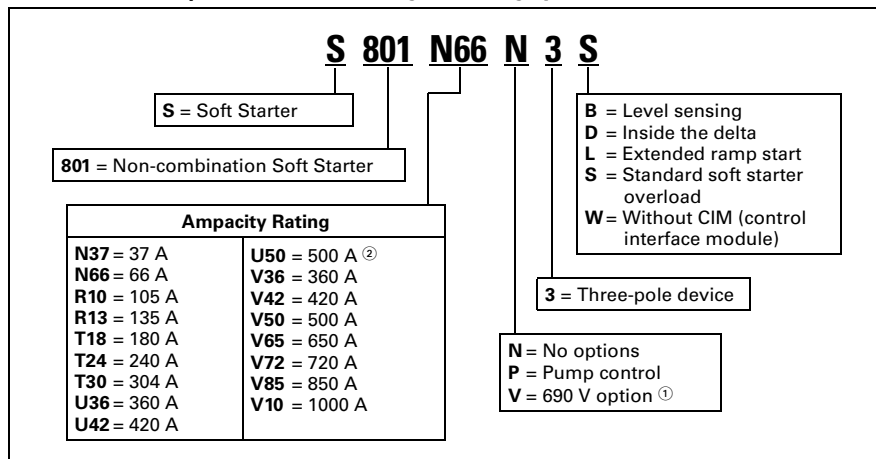 S 801 N66 N 3 S
S = Soft Starter
801 = Non-combination Soft Starter
Ampacity Rating
N37 = 37 A
N66 = 66 A
R10 = 105 A
R13 = 135 A
T18 = 180 A
T24 = 240 A
T30 = 304 A
U36 = 360 A
U42 = 420 A
U50 = 500 A ②
V36 = 360 A
V42 = 420 A
V50 = 500 A
V65 = 650 A
V72 = 720 A
V85 = 850 A
V10 = 1000 A
B = Level sensing
D = Inside the delta
L = Extended ramp start
S = Standard soft starter
overload
W = Without CIM (control
interface module)
3 = Three-pole device
N = No options
P = Pump control
V = 690 V option ①